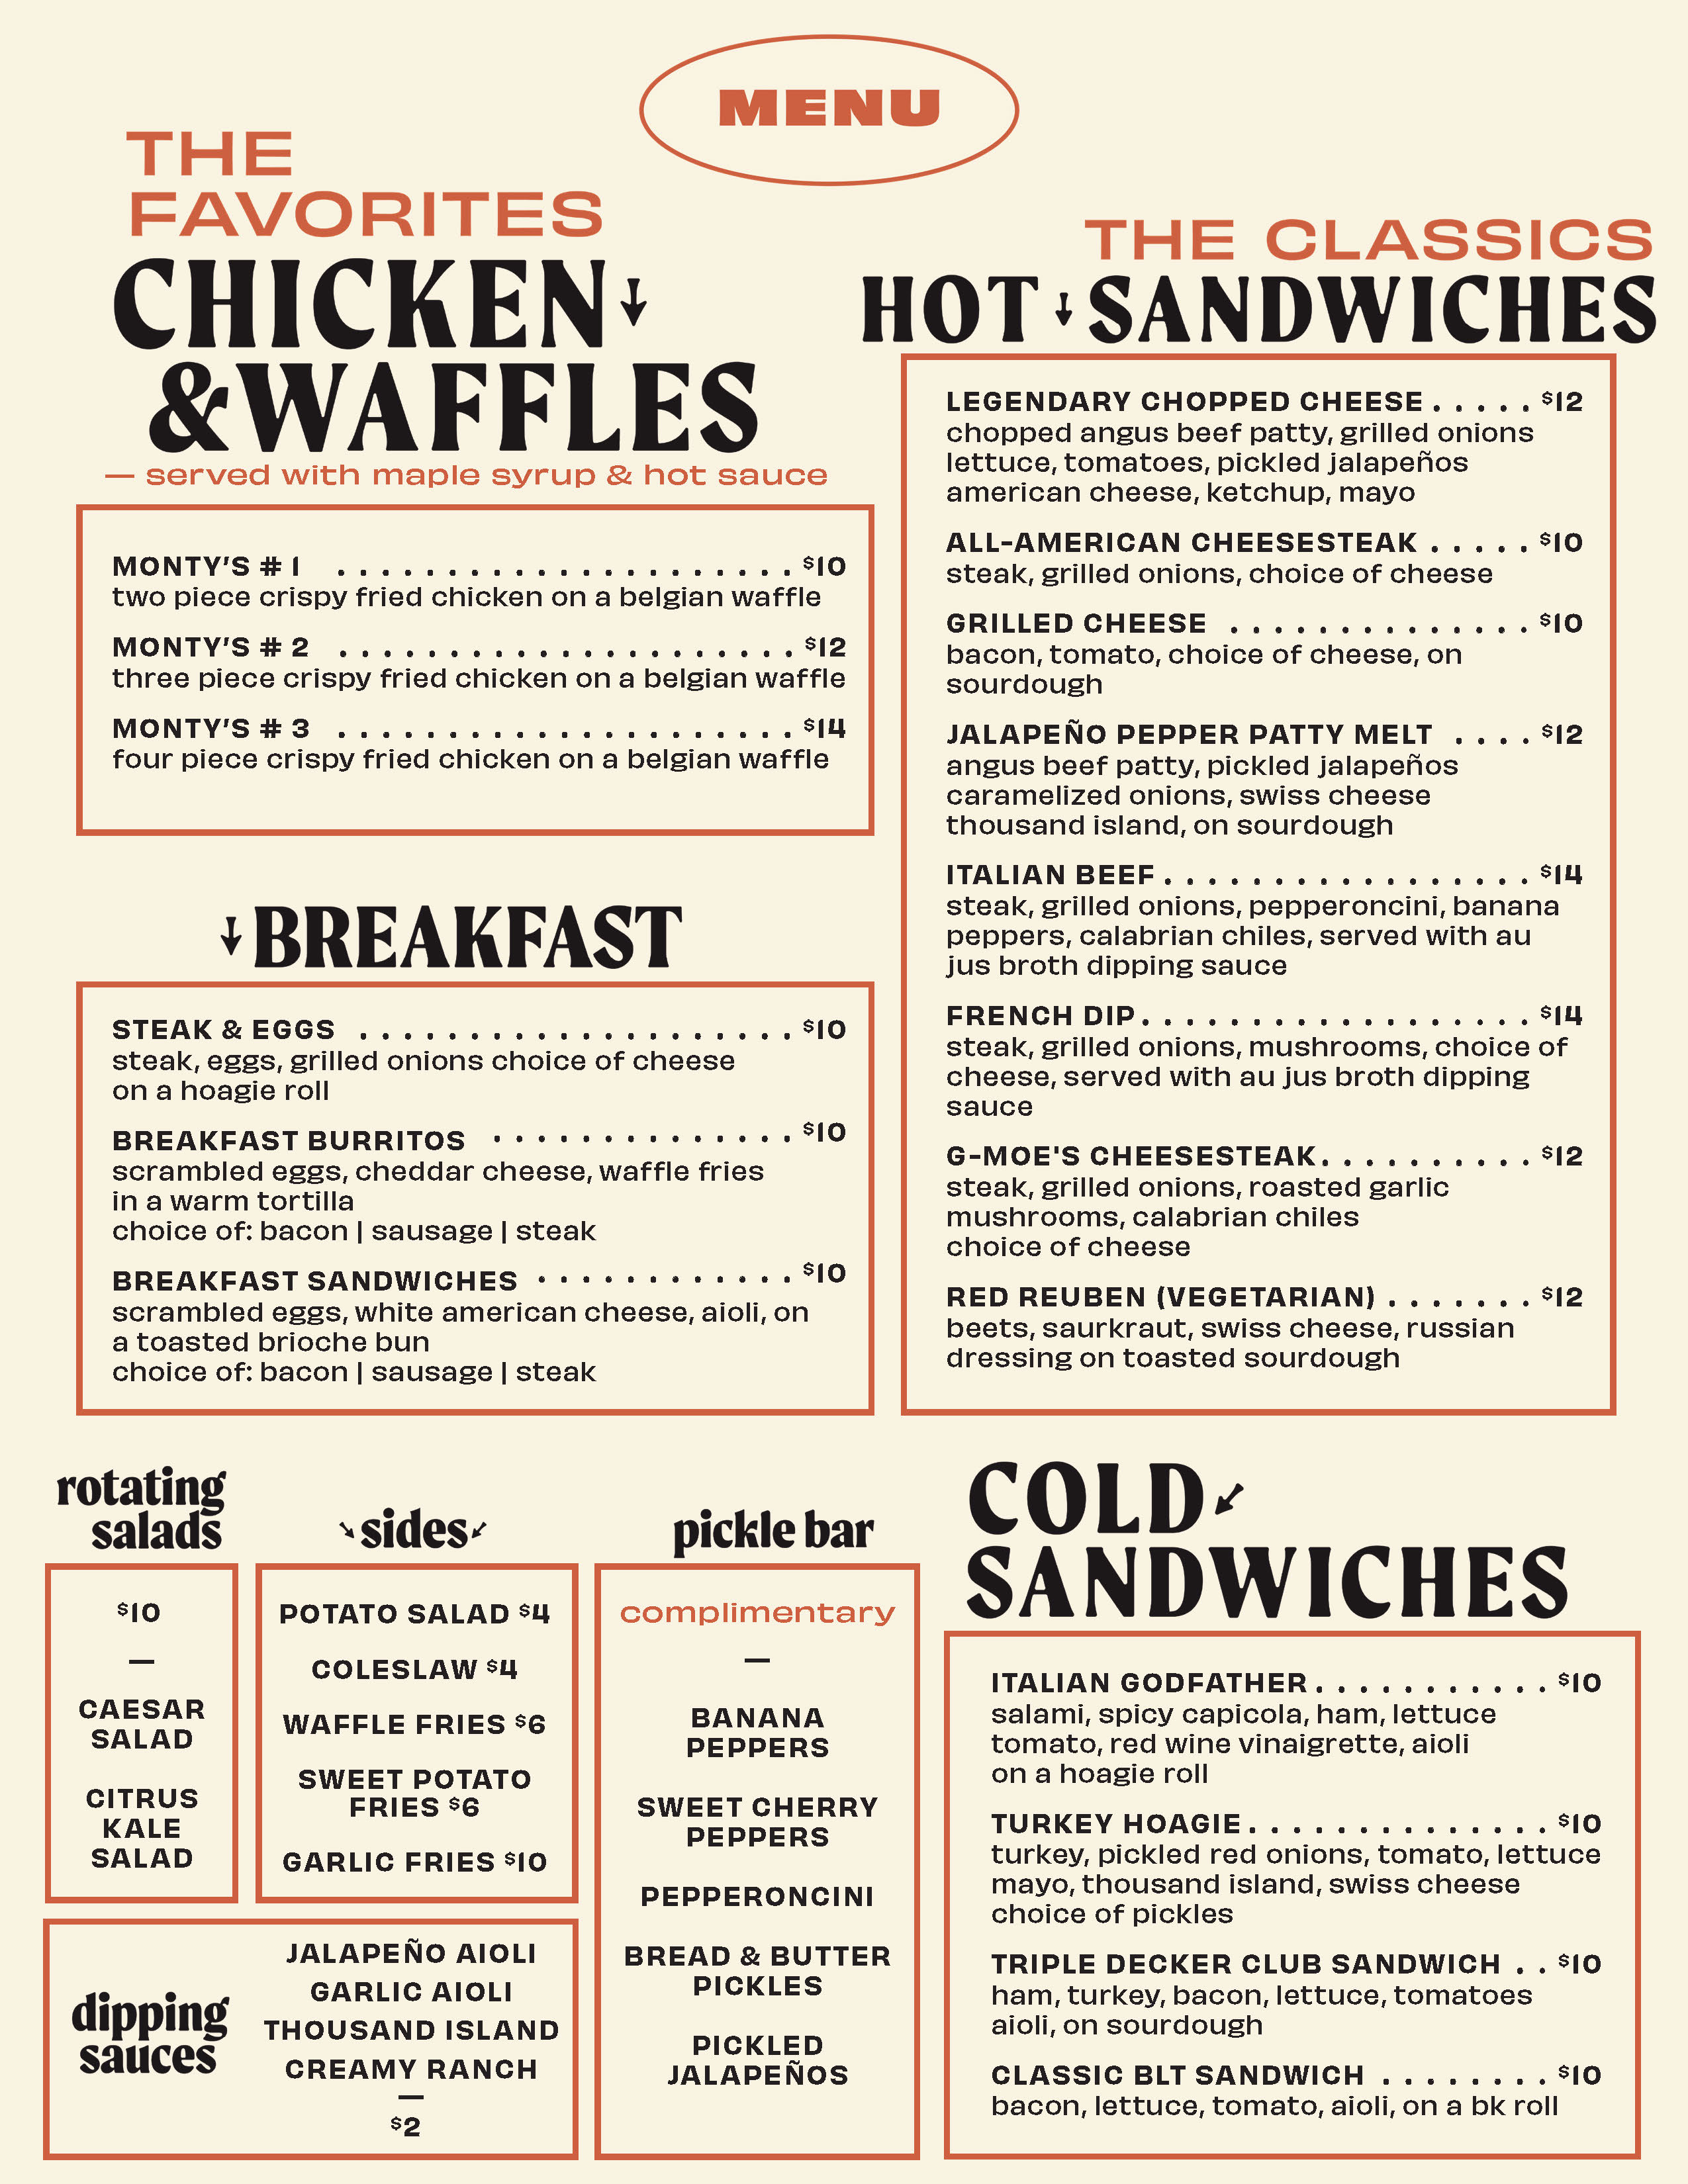 MENU
THE
FAVORITES
CHICKEN
&WAFFLES
— served with maple syrup & hot sauce
MONTY'S # 1 . . . . . . . . . . . . . . . . . . . . . $10
two piece crispy fried chicken on a belgian waffle
MONTY'S # 2 . . . . . . . . . . . . . . . . . . . . . $12
three piece crispy fried chicken on a belgian waffle
MONTY'S # 3 . . . . . . . . . . . . . . . . . . . . . $14
four piece crispy fried chicken on a belgian waffle
BREAKFAST
STEAK & EGGS . . . . . . . . . . . . . . . . . . . . $10
steak, eggs, grilled onions choice of cheese
on a hoagie roll
BREAKFAST BURRITOS . . . . . . . . . . . . . . $10
scrambled eggs, cheddar cheese, waffle fries
in a warm tortilla
choice of: bacon | sausage | steak
BREAKFAST SANDWICHES . . . . . . . . . . . . $10
scrambled eggs, white american cheese, aioli, on
a toasted brioche bun
choice of: bacon | sausage | steak
THE CLASSICS
HOT SANDWICHES
LEGENDARY CHOPPED CHEESE . . . . . $12
chopped angus beef patty, grilled onions
lettuce, tomatoes, pickled jalapeños
american cheese, ketchup, mayo
ALL-AMERICAN CHEESESTEAK . . . . . $10
steak, grilled onions, choice of cheese
GRILLED CHEESE . . . . . . . . . . . . . . $10
bacon, tomato, choice of cheese, on
sourdough
JALAPEÑO PEPPER PATTY MELT . . . . $12
angus beef patty, pickled jalapeños
caramelized onions, swiss cheese
thousand island, on sourdough
ITALIAN BEEF . . . . . . . . . . . . . . . . . $14
steak, grilled onions, pepperoncini, banana
peppers, calabrian chiles, served with au
jus broth dipping sauce
FRENCH DIP . . . . . . . . . . . . . . . . . . $14
steak, grilled onions, mushrooms, choice of
cheese, served with au jus broth dipping
sauce
G-MOE'S CHEESESTEAK . . . . . . . . . . $12
steak, grilled onions, roasted garlic
mushrooms, calabrian chiles
choice of cheese
RED REUBEN (VEGETARIAN) . . . . . . . $12
beets, saurkraut, swiss cheese, russian
dressing on toasted sourdough
rotating
salads
$10
—
CAESAR
SALAD
CITRUS
KALE
SALAD
sides
POTATO SALAD $4
COLESLAW $4
WAFFLE FRIES $6
SWEET POTATO
FRIES $6
GARLIC FRIES $10
dipping
sauces
JALAPEÑO AIOLI
GARLIC AIOLI
THOUSAND ISLAND
CREAMY RANCH
—
$2
pickle bar
complimentary
—
BANANA
PEPPERS
SWEET CHERRY
PEPPERS
PEPPERONCINI
BREAD & BUTTER
PICKLES
PICKLED
JALAPEÑOS
COLD
SANDWICHES
ITALIAN GODFATHER . . . . . . . . . . . $10
salami, spicy capicola, ham, lettuce
tomato, red wine vinaigrette, aioli
on a hoagie roll
TURKEY HOAGIE . . . . . . . . . . . . . . $10
turkey, pickled red onions, tomato, lettuce
mayo, thousand island, swiss cheese
choice of pickles
TRIPLE DECKER CLUB SANDWICH . . $10
ham, turkey, bacon, lettuce, tomatoes
aioli, on sourdough
CLASSIC BLT SANDWICH . . . . . . . . $10
bacon, lettuce, tomato, aioli, on a bk roll